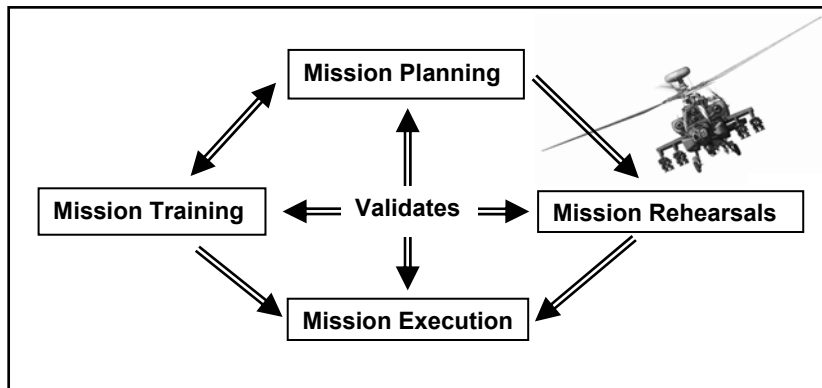 Mission Planning
Mission Training
Validates
Mission Rehearsals
Mission Execution